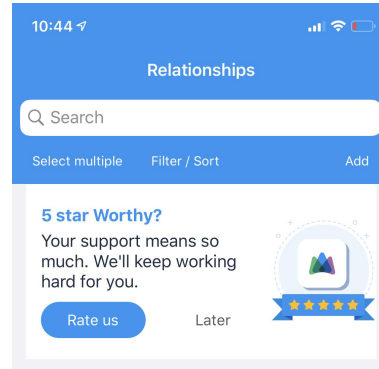 10:44
Relationships
Search
Select multiple Filter / Sort Add
5 star Worthy?
Your support means so
much. We'll keep working
hard for you.
Rate us Later